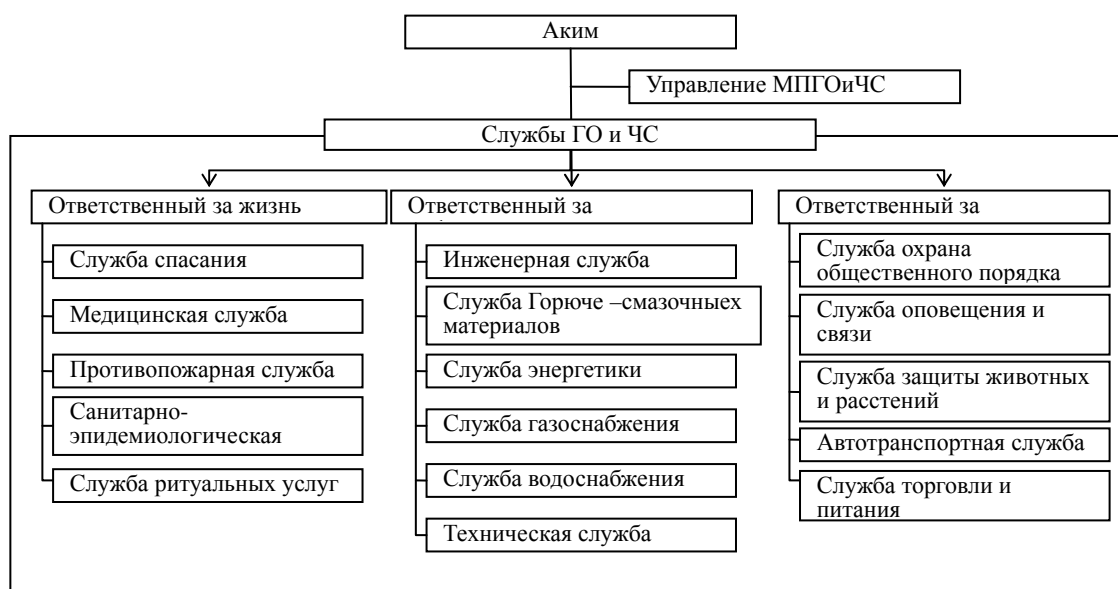 Аким
Управление МПГОиЧС
Службы ГО и ЧС
Ответственный за жизнь
Служба спасания
Медицинская служба
Противопожарная служба
Санитарно-
эпидемиологическая
Служба ритуальных услуг
Ответственный за
Инженерная служба
Служба Горюче –смазочныех
материалов
Служба энергетики
Служба газоснабжения
Служба водоснабжения
Техническая служба
Ответственный за
Служба охрана
общественного порядка
Служба оповещения и
связи
Служба защиты животных
и расстений
Автотранспортная служба
Служба торговли и
питания